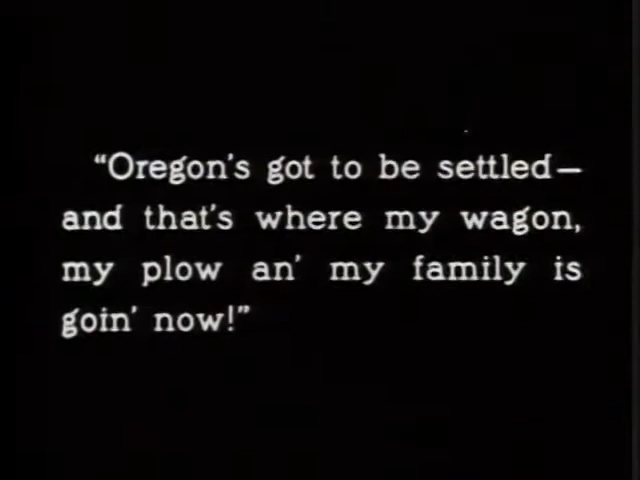 “Oregon's got to be settled—
and that's where my wagon,
my plow an' my family is
goin' now!”